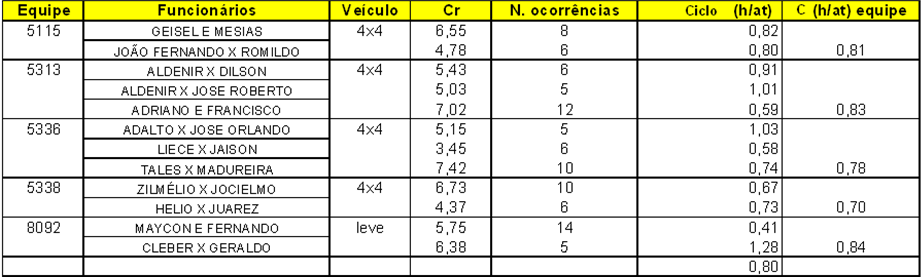 Equipe Funcionários Veículo Cr N. ocorrências Ciclo (h/at) C (h/at) equipe
5115 GEISEL E MESIAS 4x4 6,55 8 0,82
JOÃO FERNANDO X ROMILDO 4,78 6 0,80 0,81
5313 ALDENIR X DILSON 4x4 5,43 6 0,91
ALDENIR X JOSE ROBERTO 5,03 5 1,01
ADRIANO E FRANCISCO 7,02 12 0,59 0,83
5336 ADALTO X JOSE ORLANDO 4x4 5,15 5 1,03
LIECE X JAISON 3,45 6 0,58
TALES X MADUREIRA 7,42 10 0,74 0,78
5338 ZILMÉLIO X JOCIELMO 4x4 6,73 10 0,67
HELIO X JUAREZ 4,37 6 0,73 0,70
8092 MAYCON E FERNANDO leve 5,75 14 0,41
CLEBER X GERALDO 6,38 5 1,28 0,84
0,80